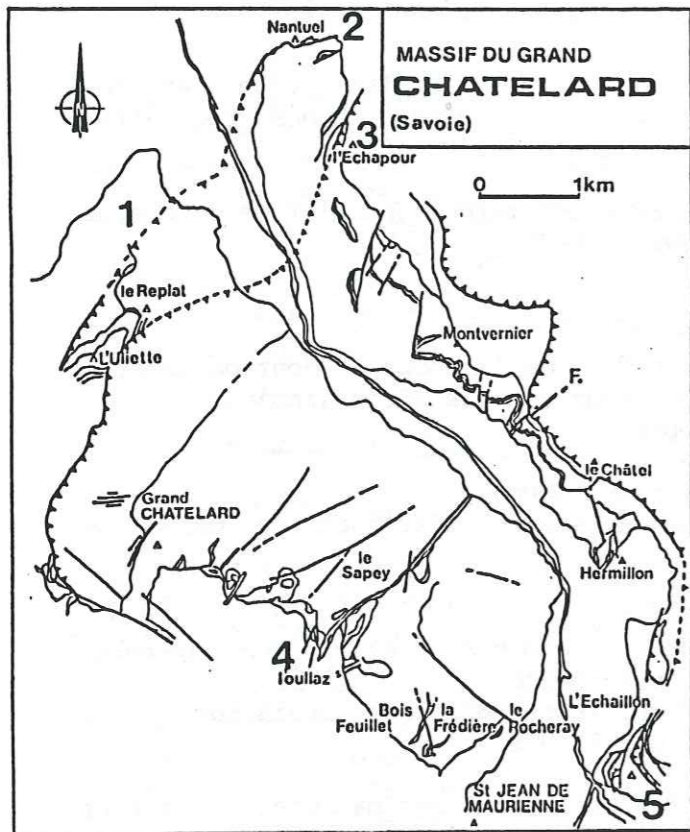 Nantuel
2
MASSIF DU GRAND
CHATELARD
(Savoie)
N
3
l'Echapour
0 1km
1
le Replat
L'Ullette
Montvernier
F.
le Châtel
Grand
CHATELARD
le
Sapey
Hermillon
4
Toullaz
L'Echaillon
Bois la le
Feuillet Frédière Rocheray
St JEAN DE
MAURIENNE
5